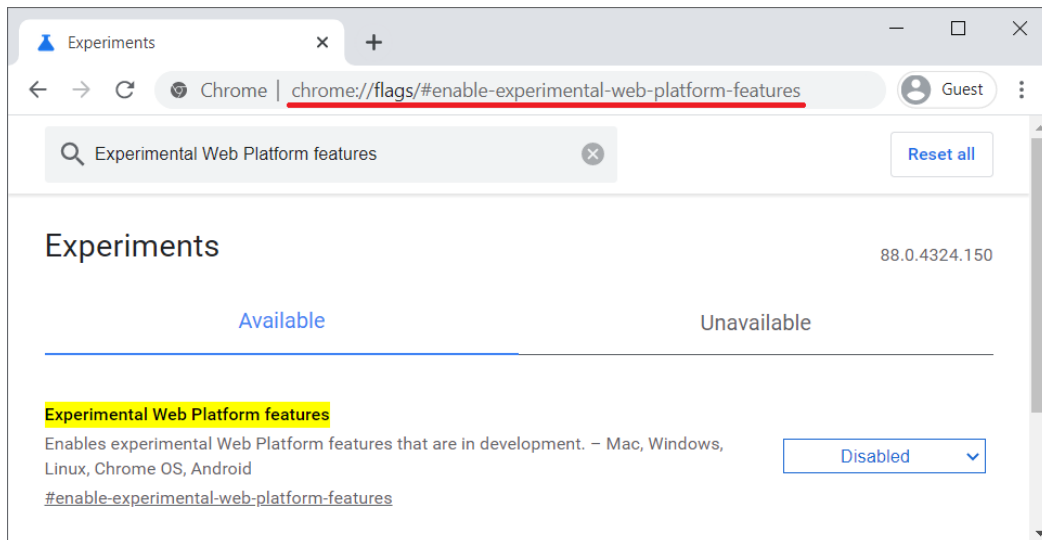 Experiments
Chrome | chrome://flags/#enable-experimental-web-platform-features
Guest
Experimental Web Platform features
Reset all
Experiments
88.0.4324.150
Available
Unavailable
Experimental Web Platform features
Enables experimental Web Platform features that are in development. – Mac, Windows,
Linux, Chrome OS, Android
Disabled
#enable-experimental-web-platform-features